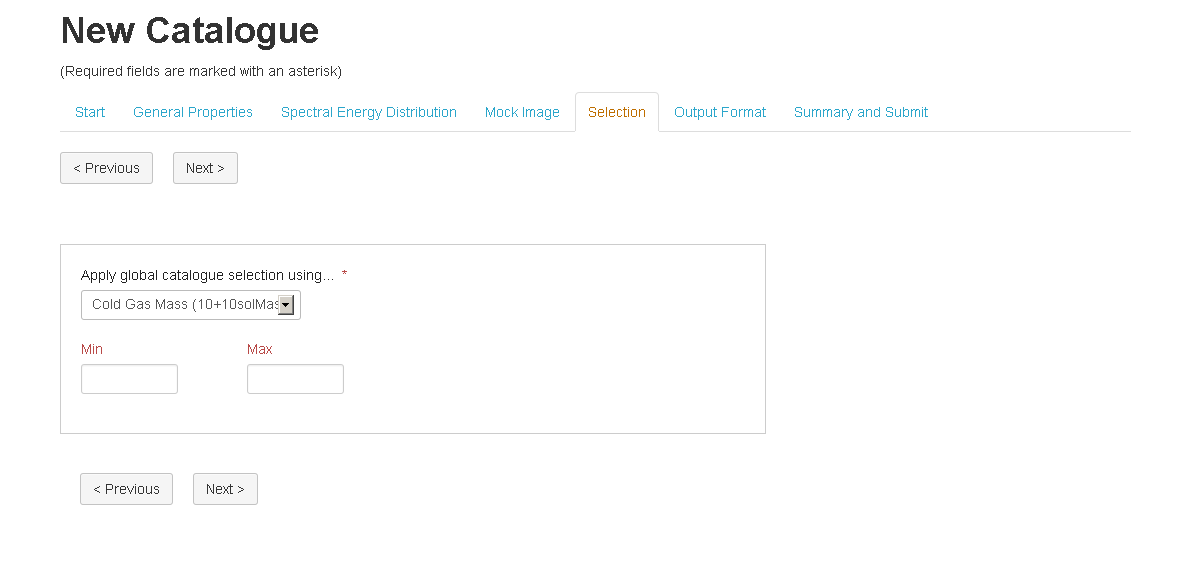 New Catalogue
(Required fields are marked with an asterisk)
Start General Properties Spectral Energy Distribution Mock Image Selection Output Format Summary and Submit
< Previous Next >
Apply global catalogue selection using... *
Cold Gas Mass (10+10solMas
Min Max
< Previous Next >